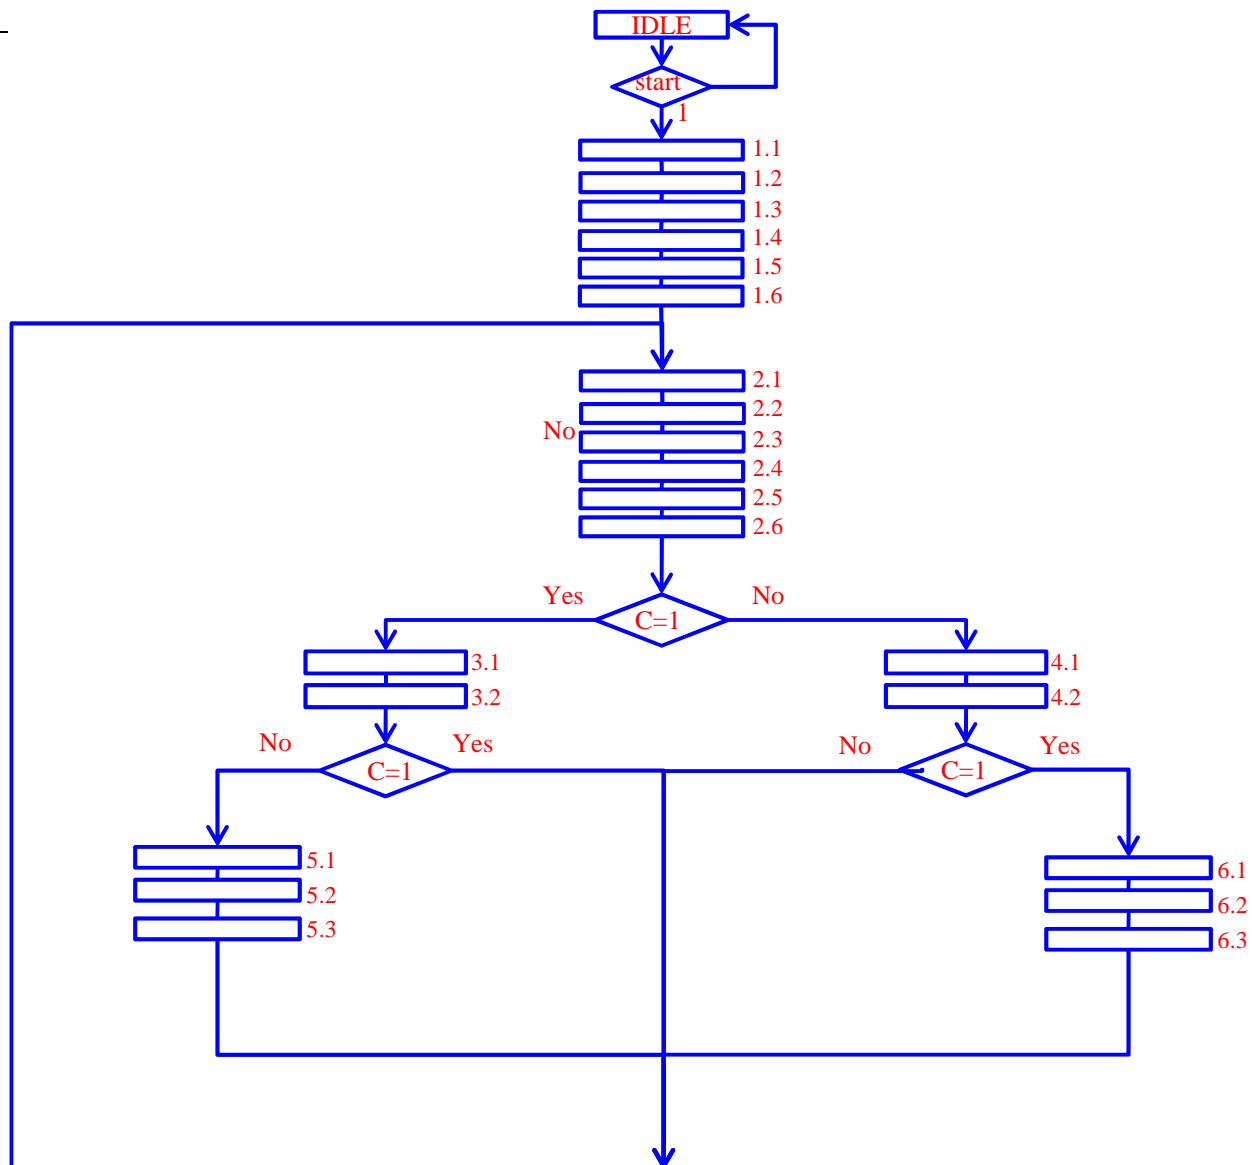 IDLE
start
1
1.1
1.2
1.3
1.4
1.5
1.6
2.1
2.2
No
2.3
2.4
2.5
2.6
Yes
No
C=1
3.1
4.1
3.2
4.2
No
Yes
No
Yes
C=1
C=1
5.1
6.1
5.2
6.2
5.3
6.3